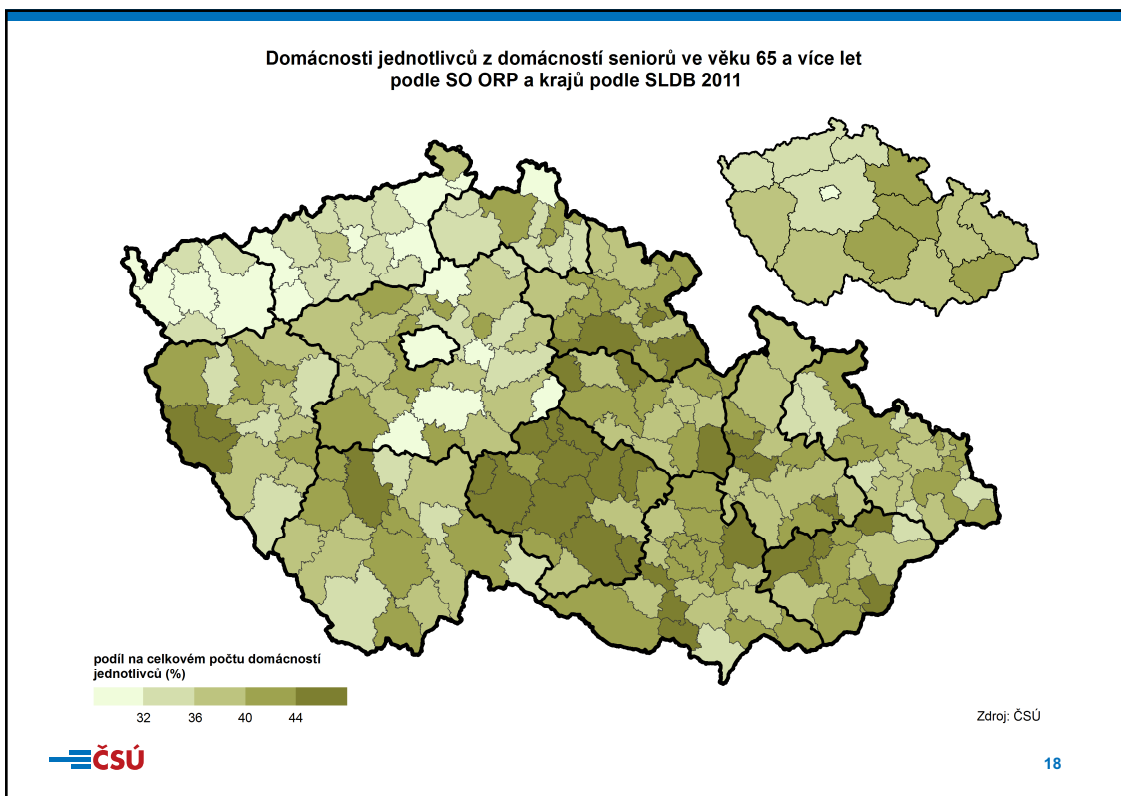 Domácnosti jednotlivců z domácností seniorů ve věku 65 a více let
podle SO ORP a krajů podle SLDB 2011
podíl na celkovém počtu domácností
jednotlivců (%)
32 36 40 44
Zdroj: ČSÚ
ČSÚ
18